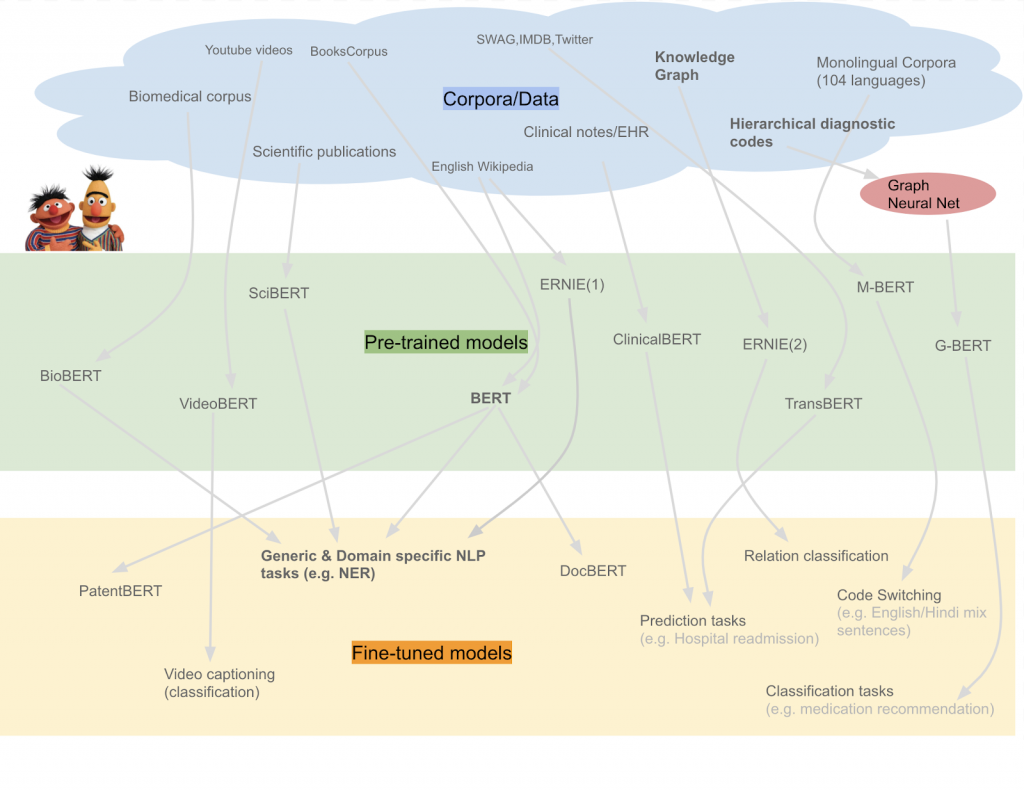 SWAG,IMDB,Twitter
Youtube videos
BooksCorpus
Knowledge
Graph
Monolingual Corpora
(104 languages)
Biomedical corpus
Corpora/Data
Clinical notes/EHR
Hierarchical diagnostic
codes
Scientific publications
English Wikipedia
Graph
Neural Net
SciBERT
ERNIE(1)
M-BERT
Pre-trained models
ClinicalBERT
ERNIE(2)
G-BERT
BioBERT
VideoBERT
BERT
TransBERT
Generic & Domain specific NLP
tasks (e.g. NER)
Relation classification
PatentBERT
DocBERT
Code Switching
(e.g. English/Hindi mix
sentences)
Prediction tasks
(e.g. Hospital readmission)
Fine-tuned models
Video captioning
(classification)
Classification tasks
(e.g. medication recommendation)